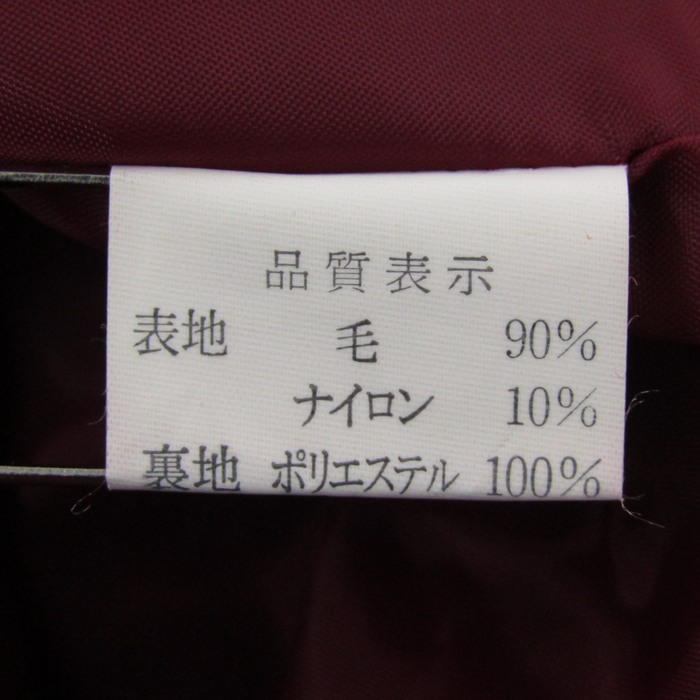 品質表示
表地 毛 90%
ナイロン 10%
裏地 ポリエステル 100%